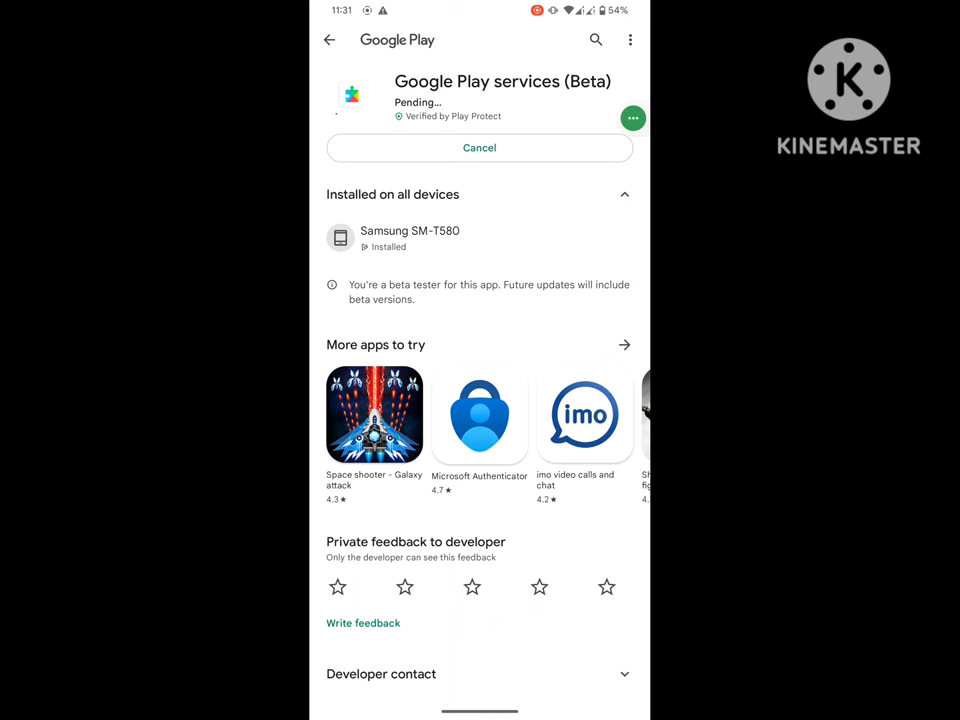 11:31
54%
Google Play
Google Play services (Beta)
Pending...
Verified by Play Protect
Cancel
Installed on all devices
Samsung SM-T580
Installed
You're a beta tester for this app. Future updates will include
beta versions.
More apps to try
imo
Space shooter - Galaxy
attack
4.3★
Microsoft Authenticator
4.7★
imo video calls and
chat
4.2★
Private feedback to developer
Only the developer can see this feedback
Write feedback
Developer contact
K
KINEMASTER